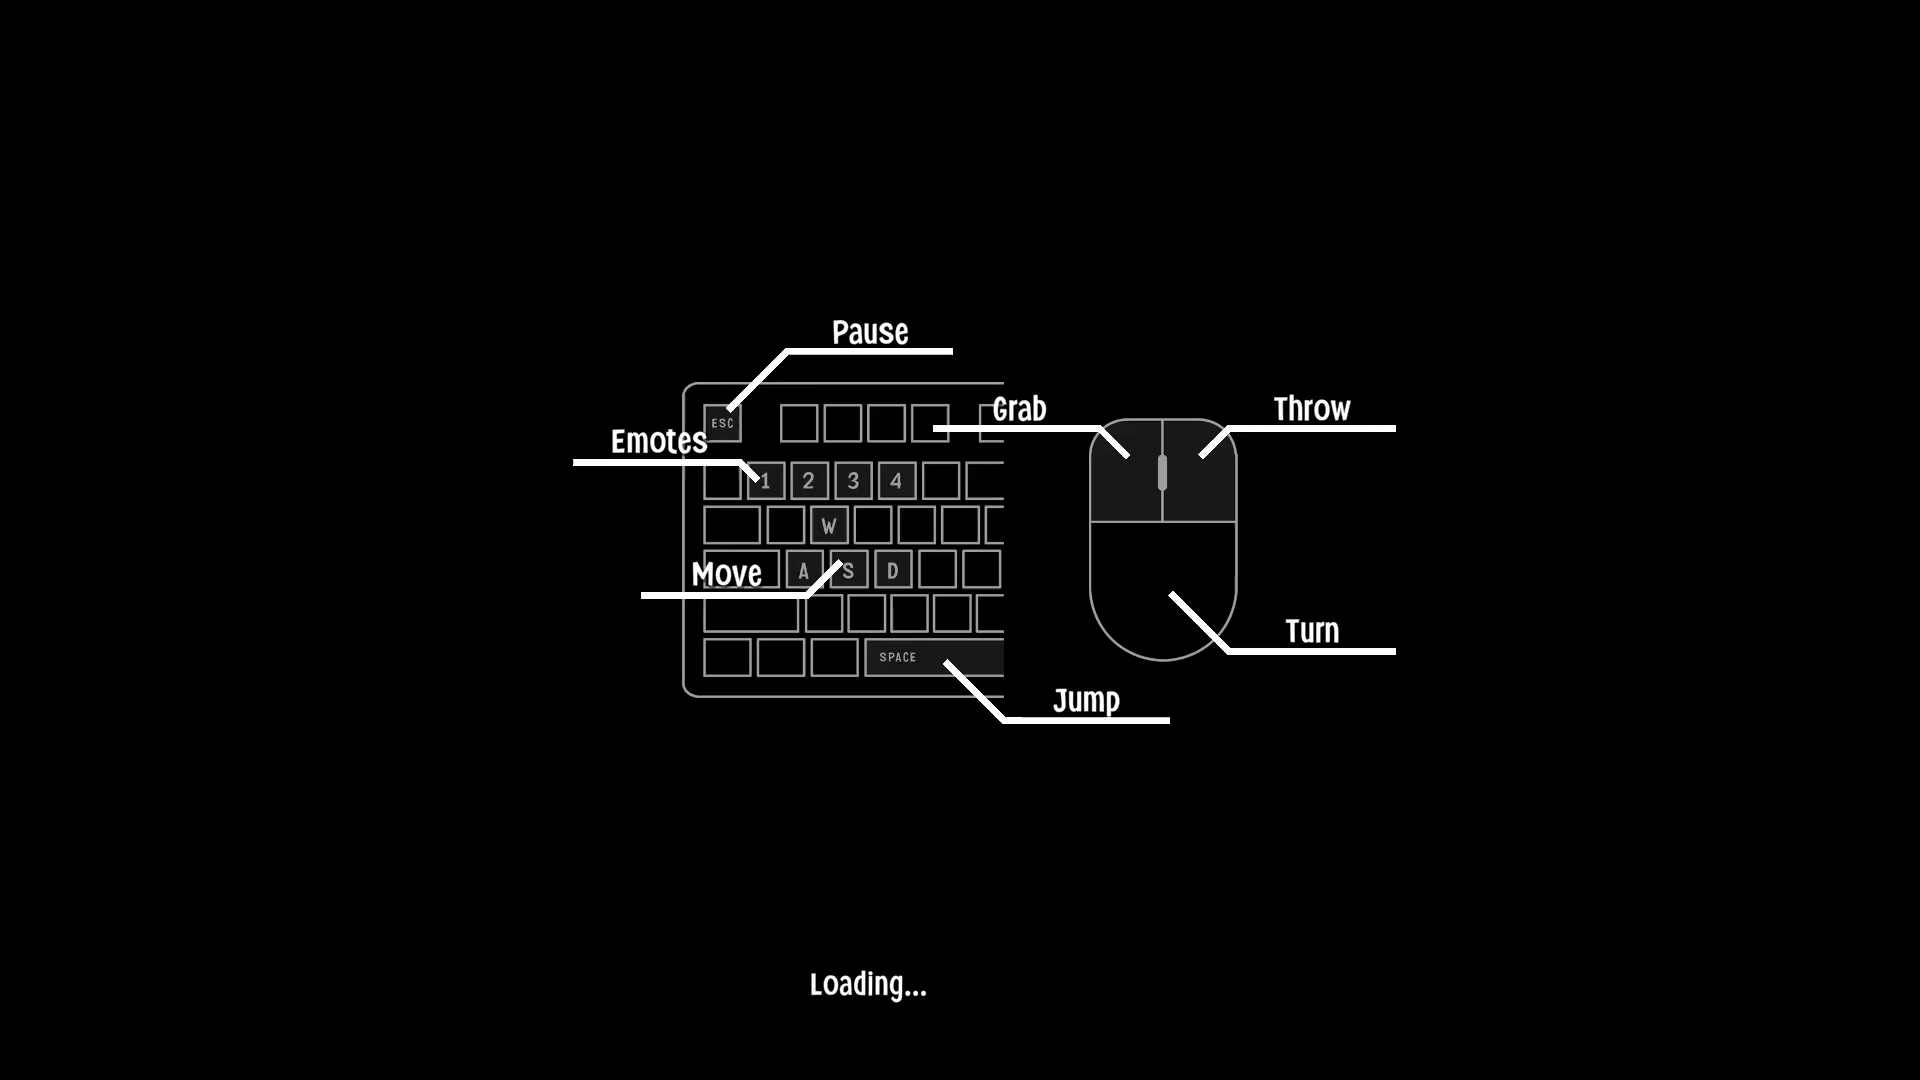 Pause
Grab
Throw
ESC
Emotes
1 2 3 4
W
Move
A S D
Turn
SPACE
Jump
Loading...